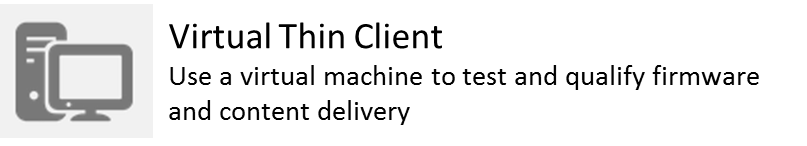 Virtual Thin Client
Use a virtual machine to test and qualify firmware
and content delivery